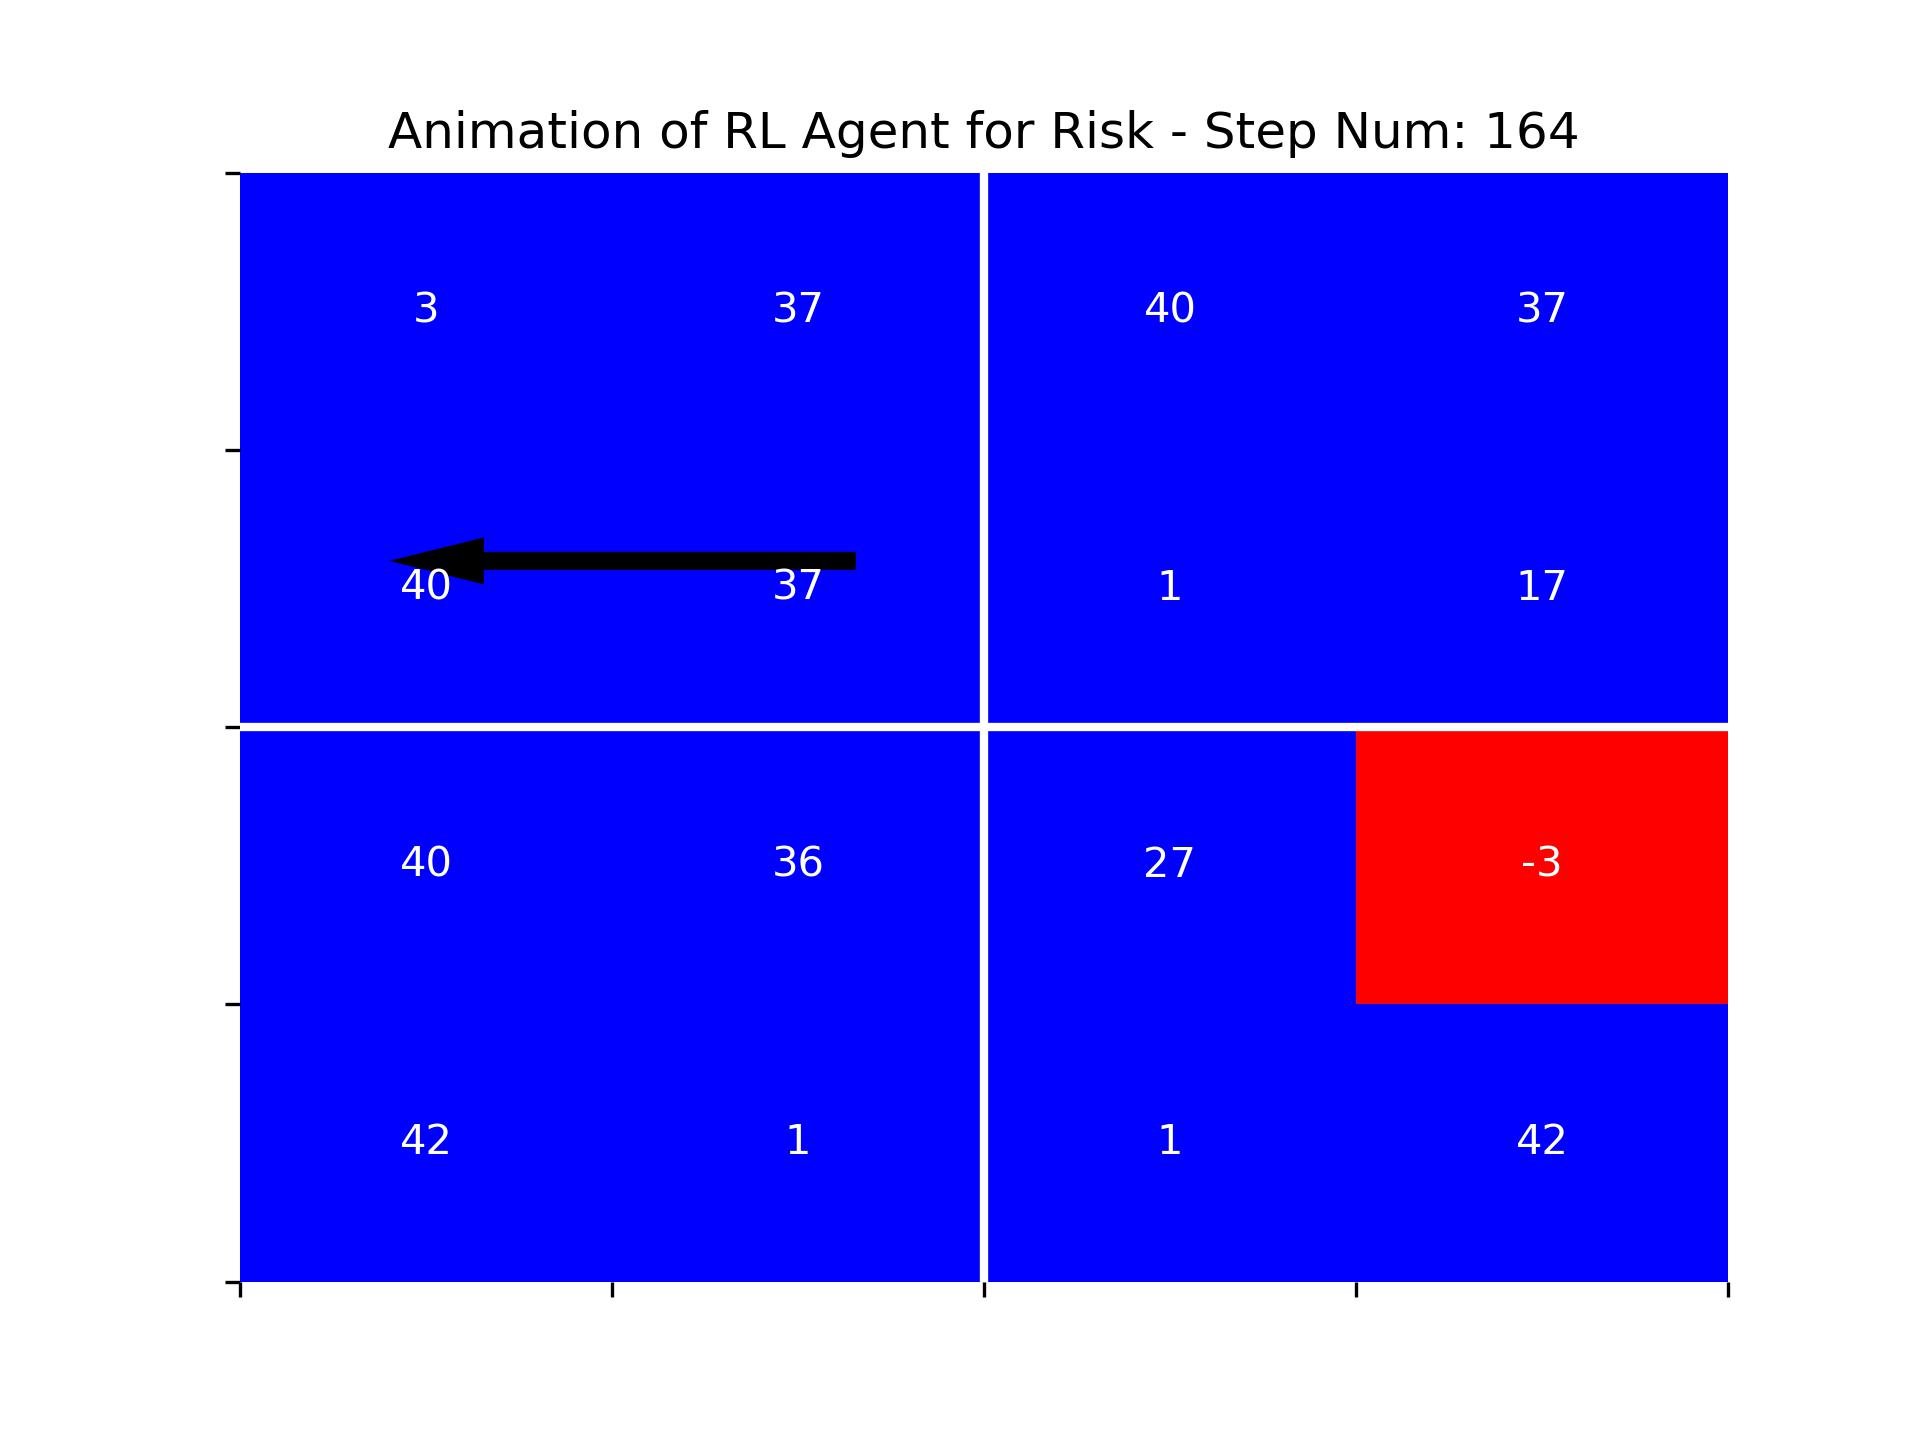 Animation of RL Agent for Risk - Step Num: 164
3 37 40 37
40 37 1 17
40 36 27 -3
42 1 1 42